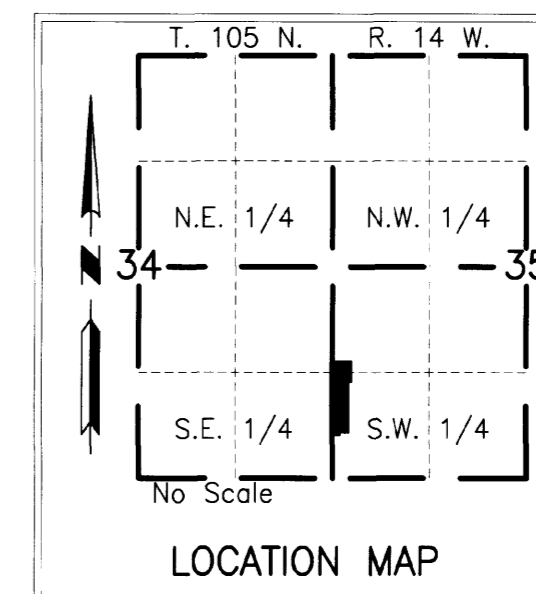 T. 105 N. R. 14 W.
N.E. 1/4 N.W. 1/4
N 34 35
S.E. 1/4 S.W. 1/4
No Scale
LOCATION MAP